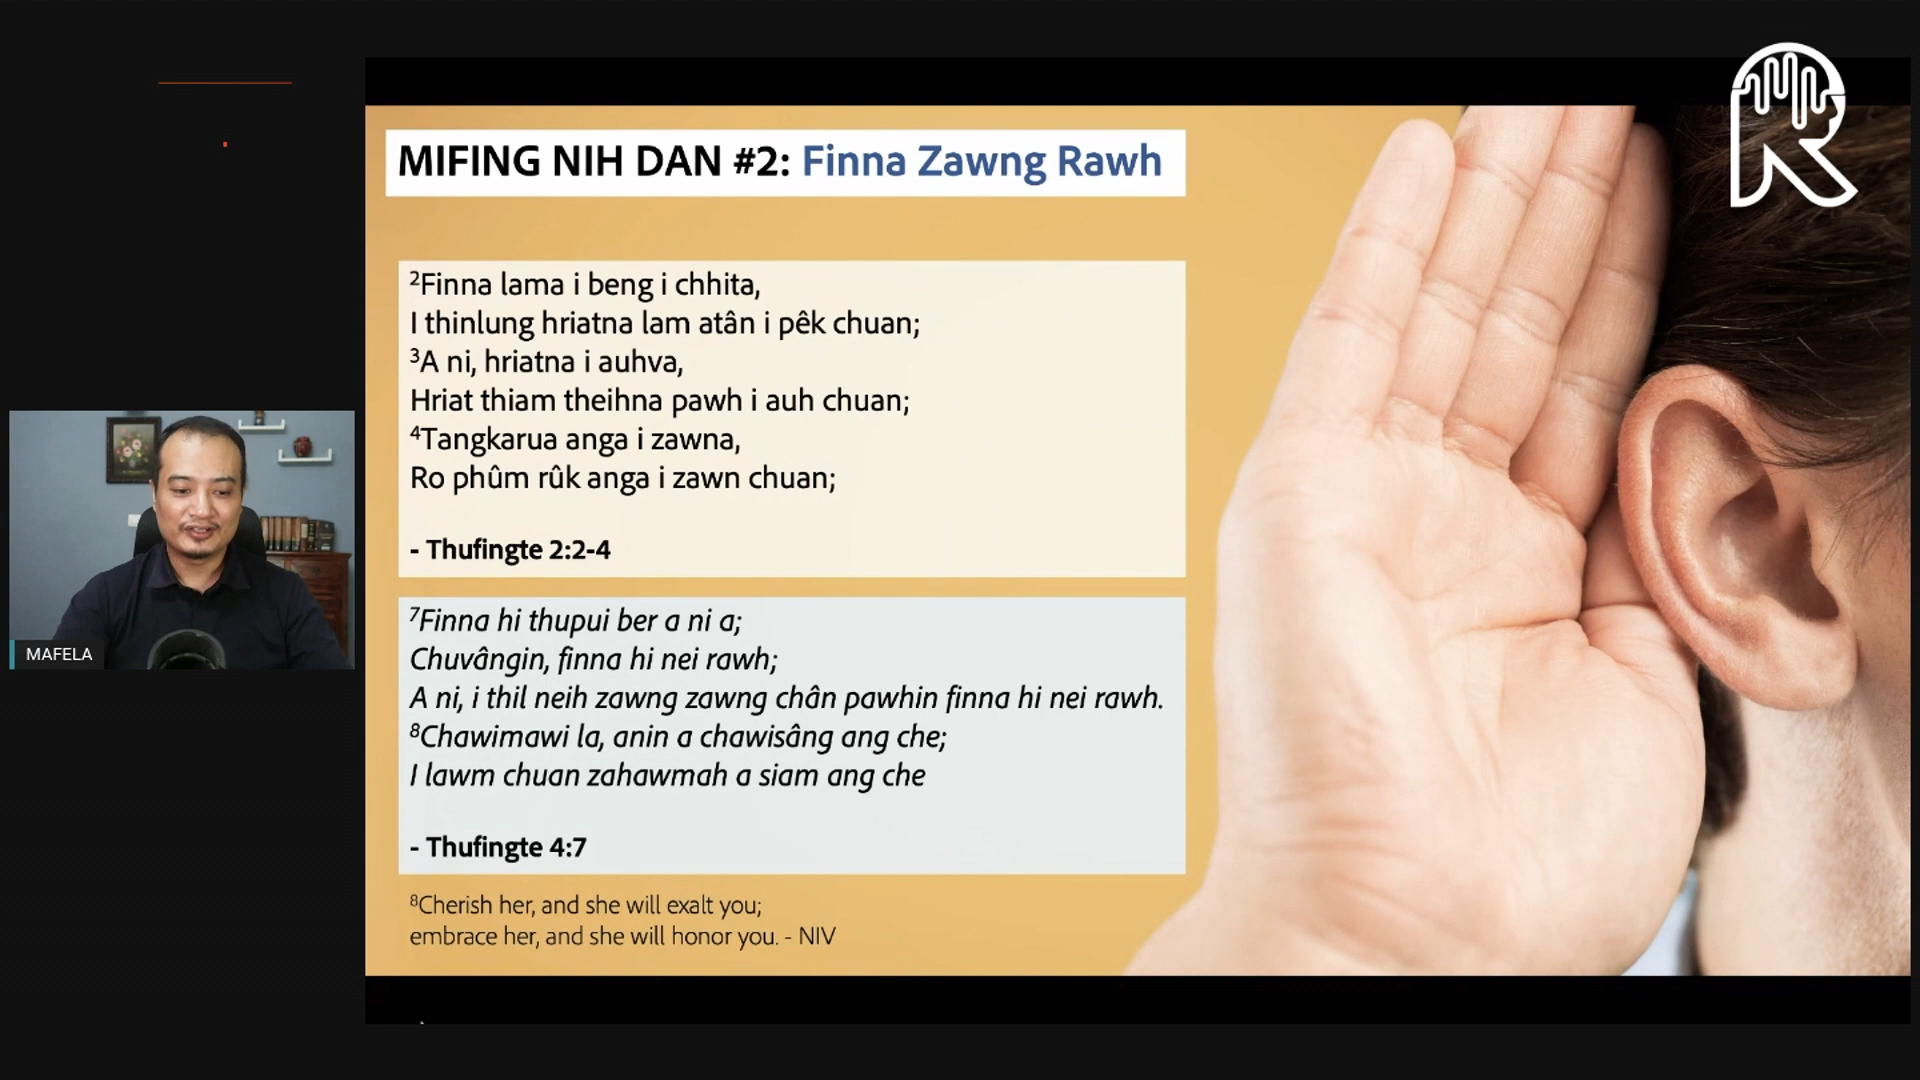 MIFING NIH DAN #2: Finna Zawng Rawh
²Finna lama i beng i chhita,
I thinlung hriatna lam atân i pêk chuan;
³A ni, hriatna i auhva,
Hriat thiam theihna pawh i auh chuan;
⁴Tangkarua anga i zawna,
Ro phûm rûk anga i zawn chuan;
- Thufingte 2:2-4
⁷Finna hi thupui ber a ni a;
Chuvângin, finna hi nei rawh;
A ni, i thil neih zawng zawng chân pawhin finna hi nei rawh.
⁸Chawimawi la, anin a chawisâng ang che;
I lawm chuan zahawmah a siam ang che
- Thufingte 4:7
⁸Cherish her, and she will exalt you;
embrace her, and she will honor you. - NIV
MAFELA